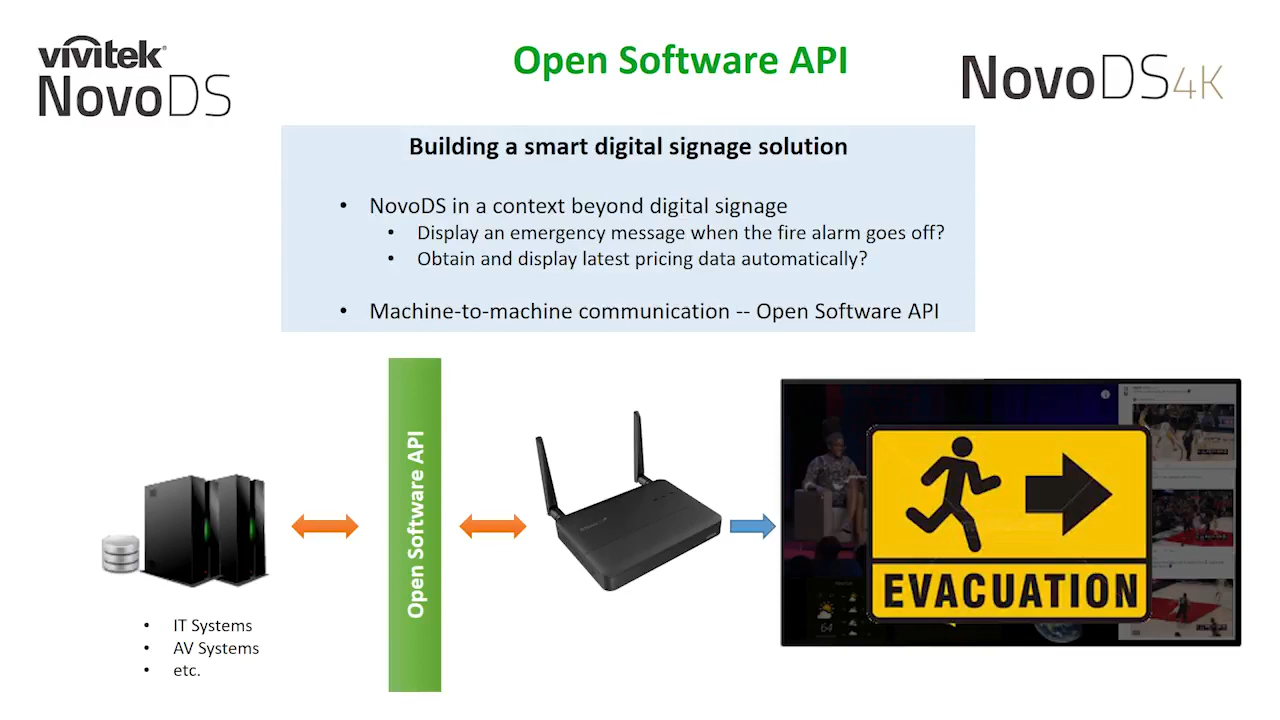 vivitek®
NovoDS
Open Software API
NovoDS4K
Building a smart digital signage solution
• NovoDS in a context beyond digital signage
• Display an emergency message when the fire alarm goes off?
• Obtain and display latest pricing data automatically?
• Machine-to-machine communication -- Open Software API
Open Software API
EVACUATION
64
• IT Systems
• AV Systems
• etc.